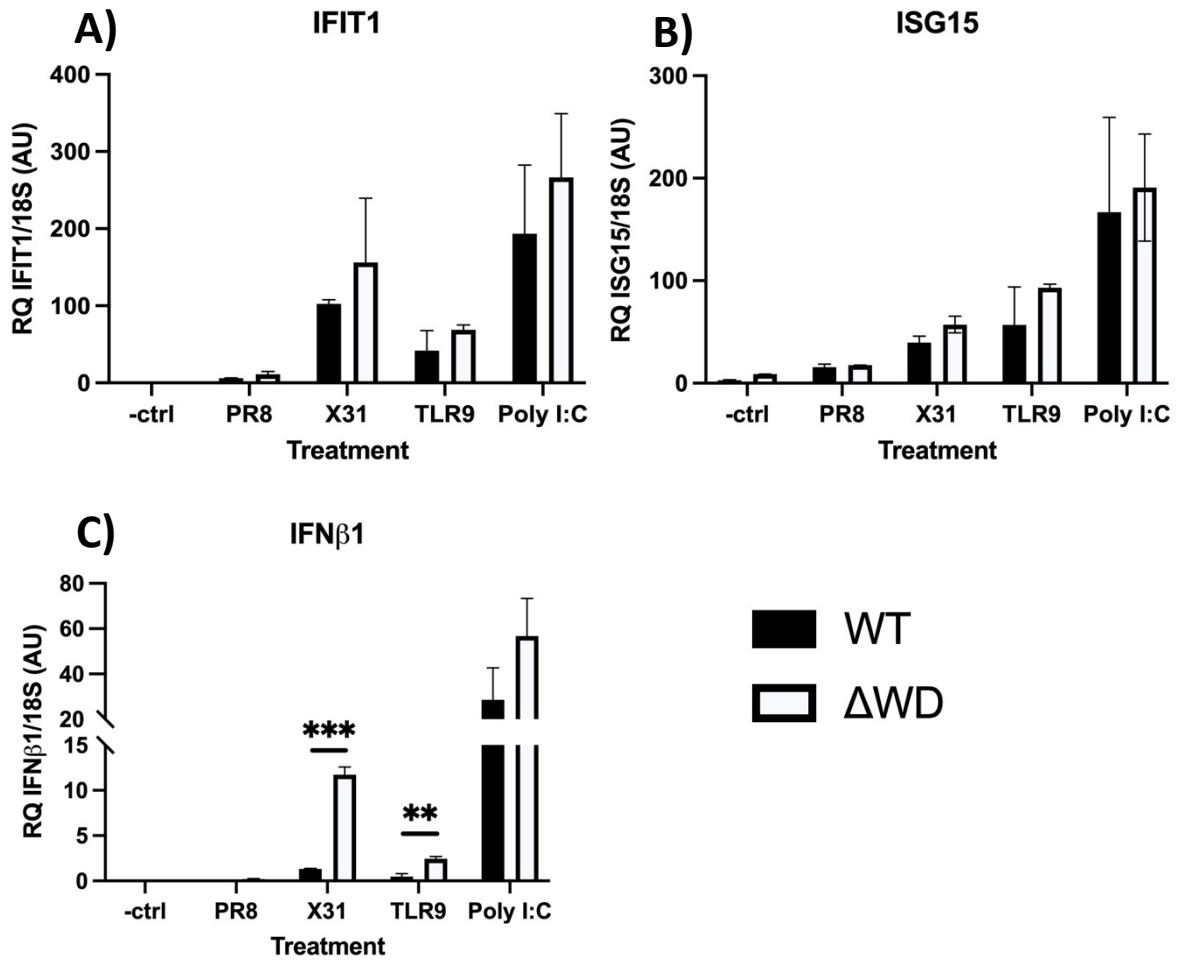 A)
IFIT1
RQ IFIT1/18S (AU)
400
300
200
100
0
-ctrl PR8 X31 TLR9 Poly I:C
Treatment
B)
ISG15
RQ ISG15/18S (AU)
300
200
100
0
-ctrl PR8 X31 TLR9 Poly I:C
Treatment
C)
IFNβ1
RQ IFNβ1/18S (AU)
80
60
40
20
15
10
5
0
***
**
-ctrl PR8 X31 TLR9 Poly I:C
Treatment
WT
ΔWD